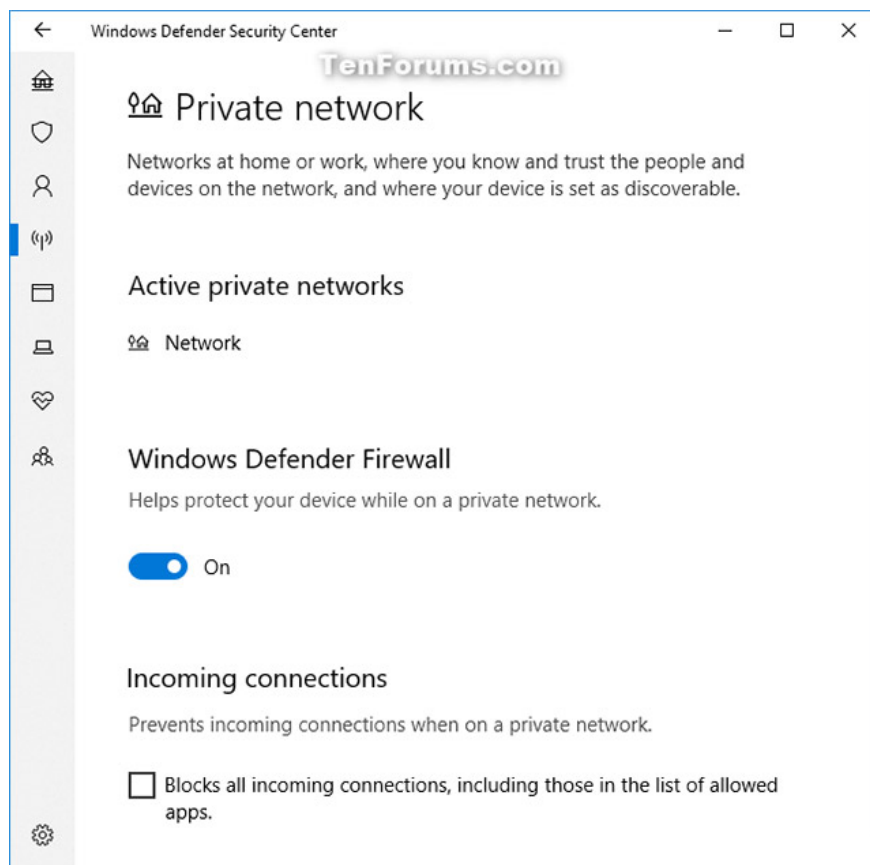 Windows Defender Security Center
TenForums.com
Private network
Networks at home or work, where you know and trust the people and
devices on the network, and where your device is set as discoverable.
Active private networks
Network
Windows Defender Firewall
Helps protect your device while on a private network.
On
Incoming connections
Prevents incoming connections when on a private network.
Blocks all incoming connections, including those in the list of allowed
apps.